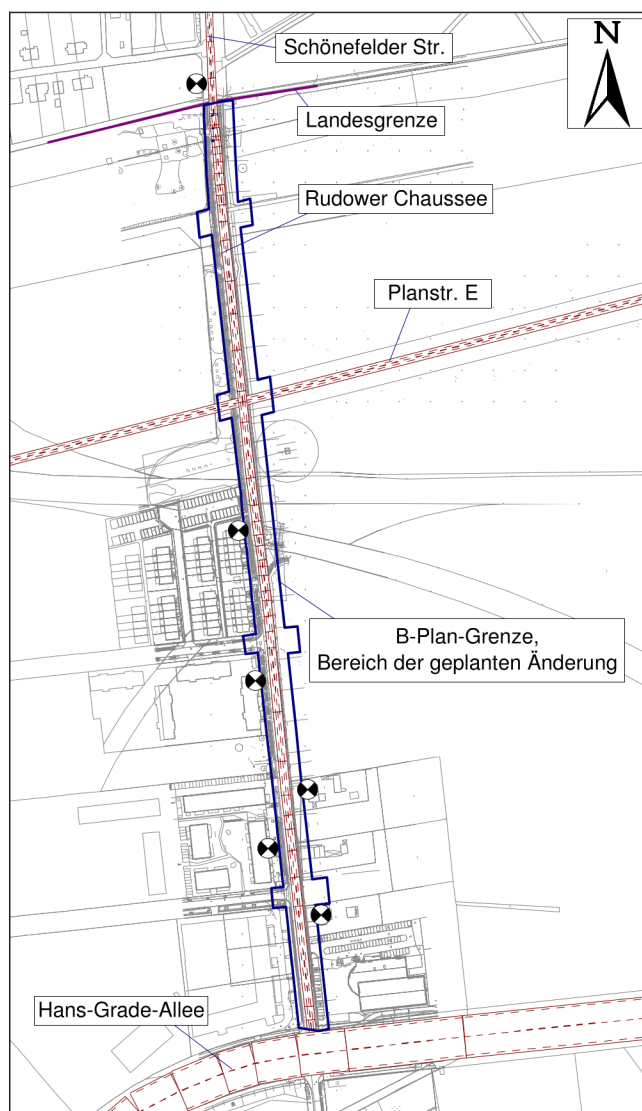 Schönefelder Str.
N
Landesgrenze
Rudower Chaussee
Planstr. E
B-Plan-Grenze,
Bereich der geplanten Änderung
Hans-Grade-Allee